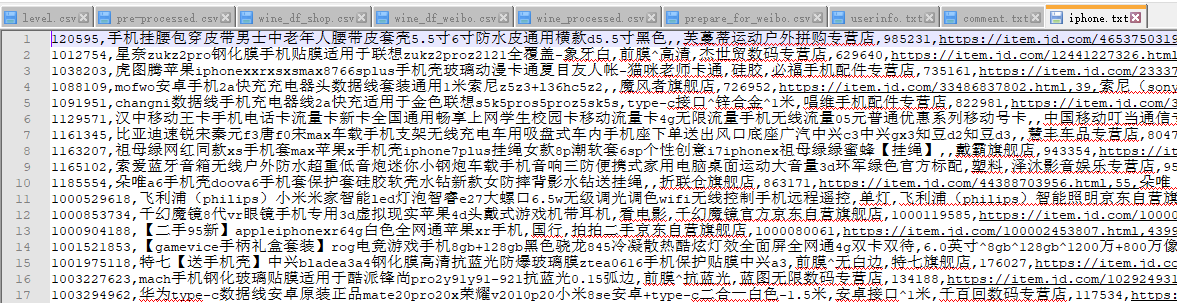 level.csv pre-processed.csv wine_df_shop.csv wine_df_weibo.csv wine_processed.csv prepare_for_weibo.csv userinfo.txt comment.txt iphone.txt
1 120595,手机挂腰包穿皮带男士中老年人腰带皮套壳5.5寸6寸防水皮通用横款d5.5寸黑色,,芙蔓蒂运动户外拼购专营店,985231,https://item.jd.com/4653750319
2 1012754,星奈zukz2pro钢化膜手机贴膜适用于联想zukz2proz2121全覆盖-象牙白,前膜^高清,杰世贸数码专营店,629640,https://item.jd.com/12441227326.html
3 1038203,虎图腾苹果iphonexxrxsxsmax8766splus手机壳玻璃动漫卡通夏目友人帐-猫咪老师卡通,硅胶,必福手机配件专营店,735161,https://item.jd.com/23337
4 1088109,mofwo安卓手机2a快充充电器头数据线套装通用1米索尼z5z3+l36hc5z2,,魔风者旗舰店,726952,https://item.jd.com/33486837802.html,39,索尼（sony
5 1091951,changni数据线手机充电器线2a快充适用于金色联想s5k5pros5proz5sk5s,type-c接口^锌合金^1米,唱维手机配件专营店,822981,https://item.jd.com/3
6 1129571,汉中移动王卡手机电话卡流量卡新卡全国通用畅享上网学生校园卡移动流量卡4g无限流量手机无线流量05元普通优惠系列移动号卡,,中国移动叮当通信
7 1161345,比亚迪速锐宋秦元f3唐f0宋max车载手机支架无线充电车用吸盘式车内手机座下单送出风口底座广汽中兴c3中兴gx3知豆d2知豆d3,,慧丰车品专营店,8047
8 1163207,祖母绿网红同款xs手机套max苹果x手机壳iphone7plus挂绳女款8p潮软套6sp个性创意i7iphonex祖母绿绿蜜蜂【挂绳】,,戴霸旗舰店,943354,https://i
9 1165102,索爱蓝牙音箱无线户外防水超重低音炮迷你小钢炮车载手机音响三防便携式家用电脑桌面运动大音量3d环军绿色官方标配,塑料,泽沐影音娱乐专营店,95
10 1185554,朵唯a6手机壳doova6手机套保护套硅胶软壳水钻新款女防摔背影水钻送挂绳,,折联仓旗舰店,863171,https://item.jd.com/44388703956.html,55,朵唯
11 1000529618,飞利浦（philips）小米米家智能led灯泡智睿e27大螺口6.5w无级调光调色wifi无线控制手机远程遥控,单灯,飞利浦（philips）智能照明京东自营旗
12 1000853734,千幻魔镜8代vr眼镜手机专用3d虚拟现实苹果4d头戴式游戏机带耳机,看电影,千幻魔镜官方京东自营旗舰店,1000119585,https://item.jd.com/1000
13 1000904188,【二手95新】appleiphonexr64g白色全网通苹果xr手机,国行,拍拍二手京东自营旗舰店,1000080061,https://item.jd.com/100002453807.html,4399
14 1001521853,【gamevice手柄礼盒套装】rog电竞游戏手机8gb+128gb黑色骁龙845冷凝散热酷炫灯效全面屏全网通4g双卡双待,6.0英寸^8gb^128gb^1200万+800万像
15 1001975118,特七【送手机壳】中兴bladea3a4钢化膜高清抗蓝光防爆玻璃膜ztea0616手机保护贴膜中兴a3,前膜^无白边,特七旗舰店,176027,https://item.jd.com/3
16 1003227623,mach手机钢化玻璃贴膜适用于酷派锋尚pro2y91y91-921抗蓝光0.15弧边,前膜^抗蓝光,蓝图无限数码专营店,134188,https://item.jd.com/102924931
17 1003294962,华为type-c数据线安卓原装正品mate20pro20x荣耀v2010p20小米8se安卓+type-c二合一白色-1.5米,安卓接口^1米,千百回数码专营店,117534,https://